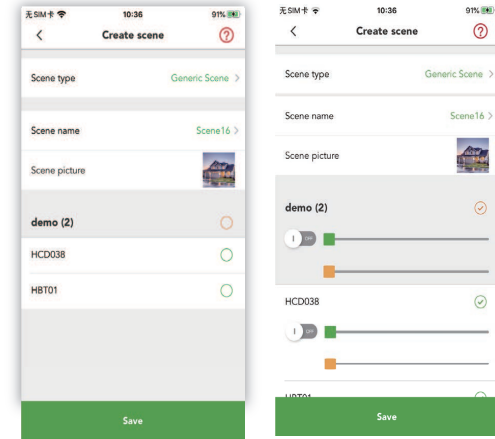 无SIM卡 10:36 91%
Create scene ?
Scene type Generic Scene >
Scene name Scene16 >
Scene picture
demo (2)
HCD038
HBT01
Save
无SIM卡 10:36 91%
Create scene ?
Scene type Generic Scene >
Scene name Scene16 >
Scene picture
demo (2)
I OFF
HCD038
I OFF
HBT01
Save